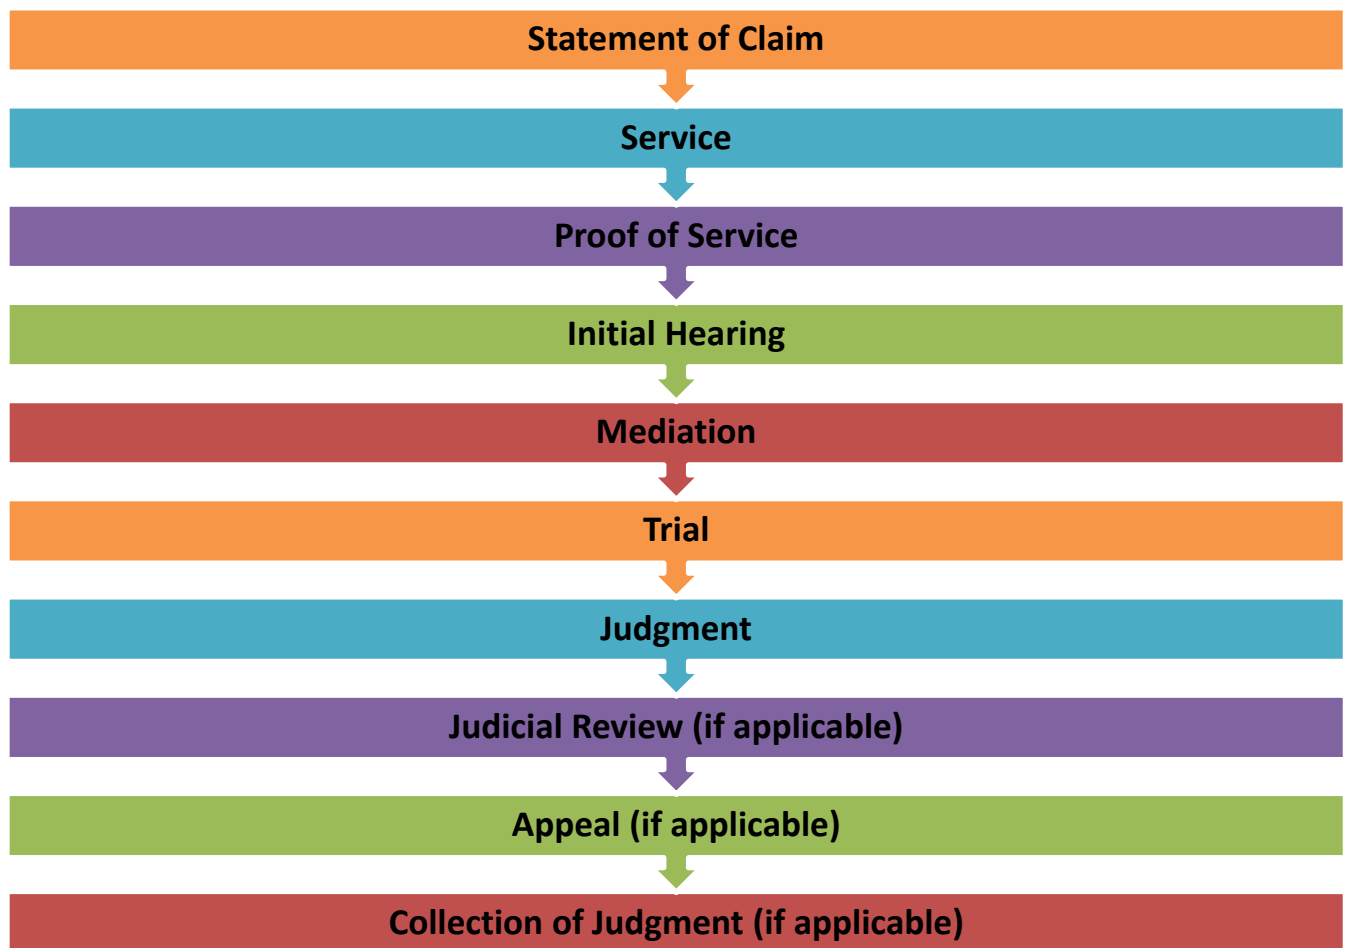 Statement of Claim
Service
Proof of Service
Initial Hearing
Mediation
Trial
Judgment
Judicial Review (if applicable)
Appeal (if applicable)
Collection of Judgment (if applicable)